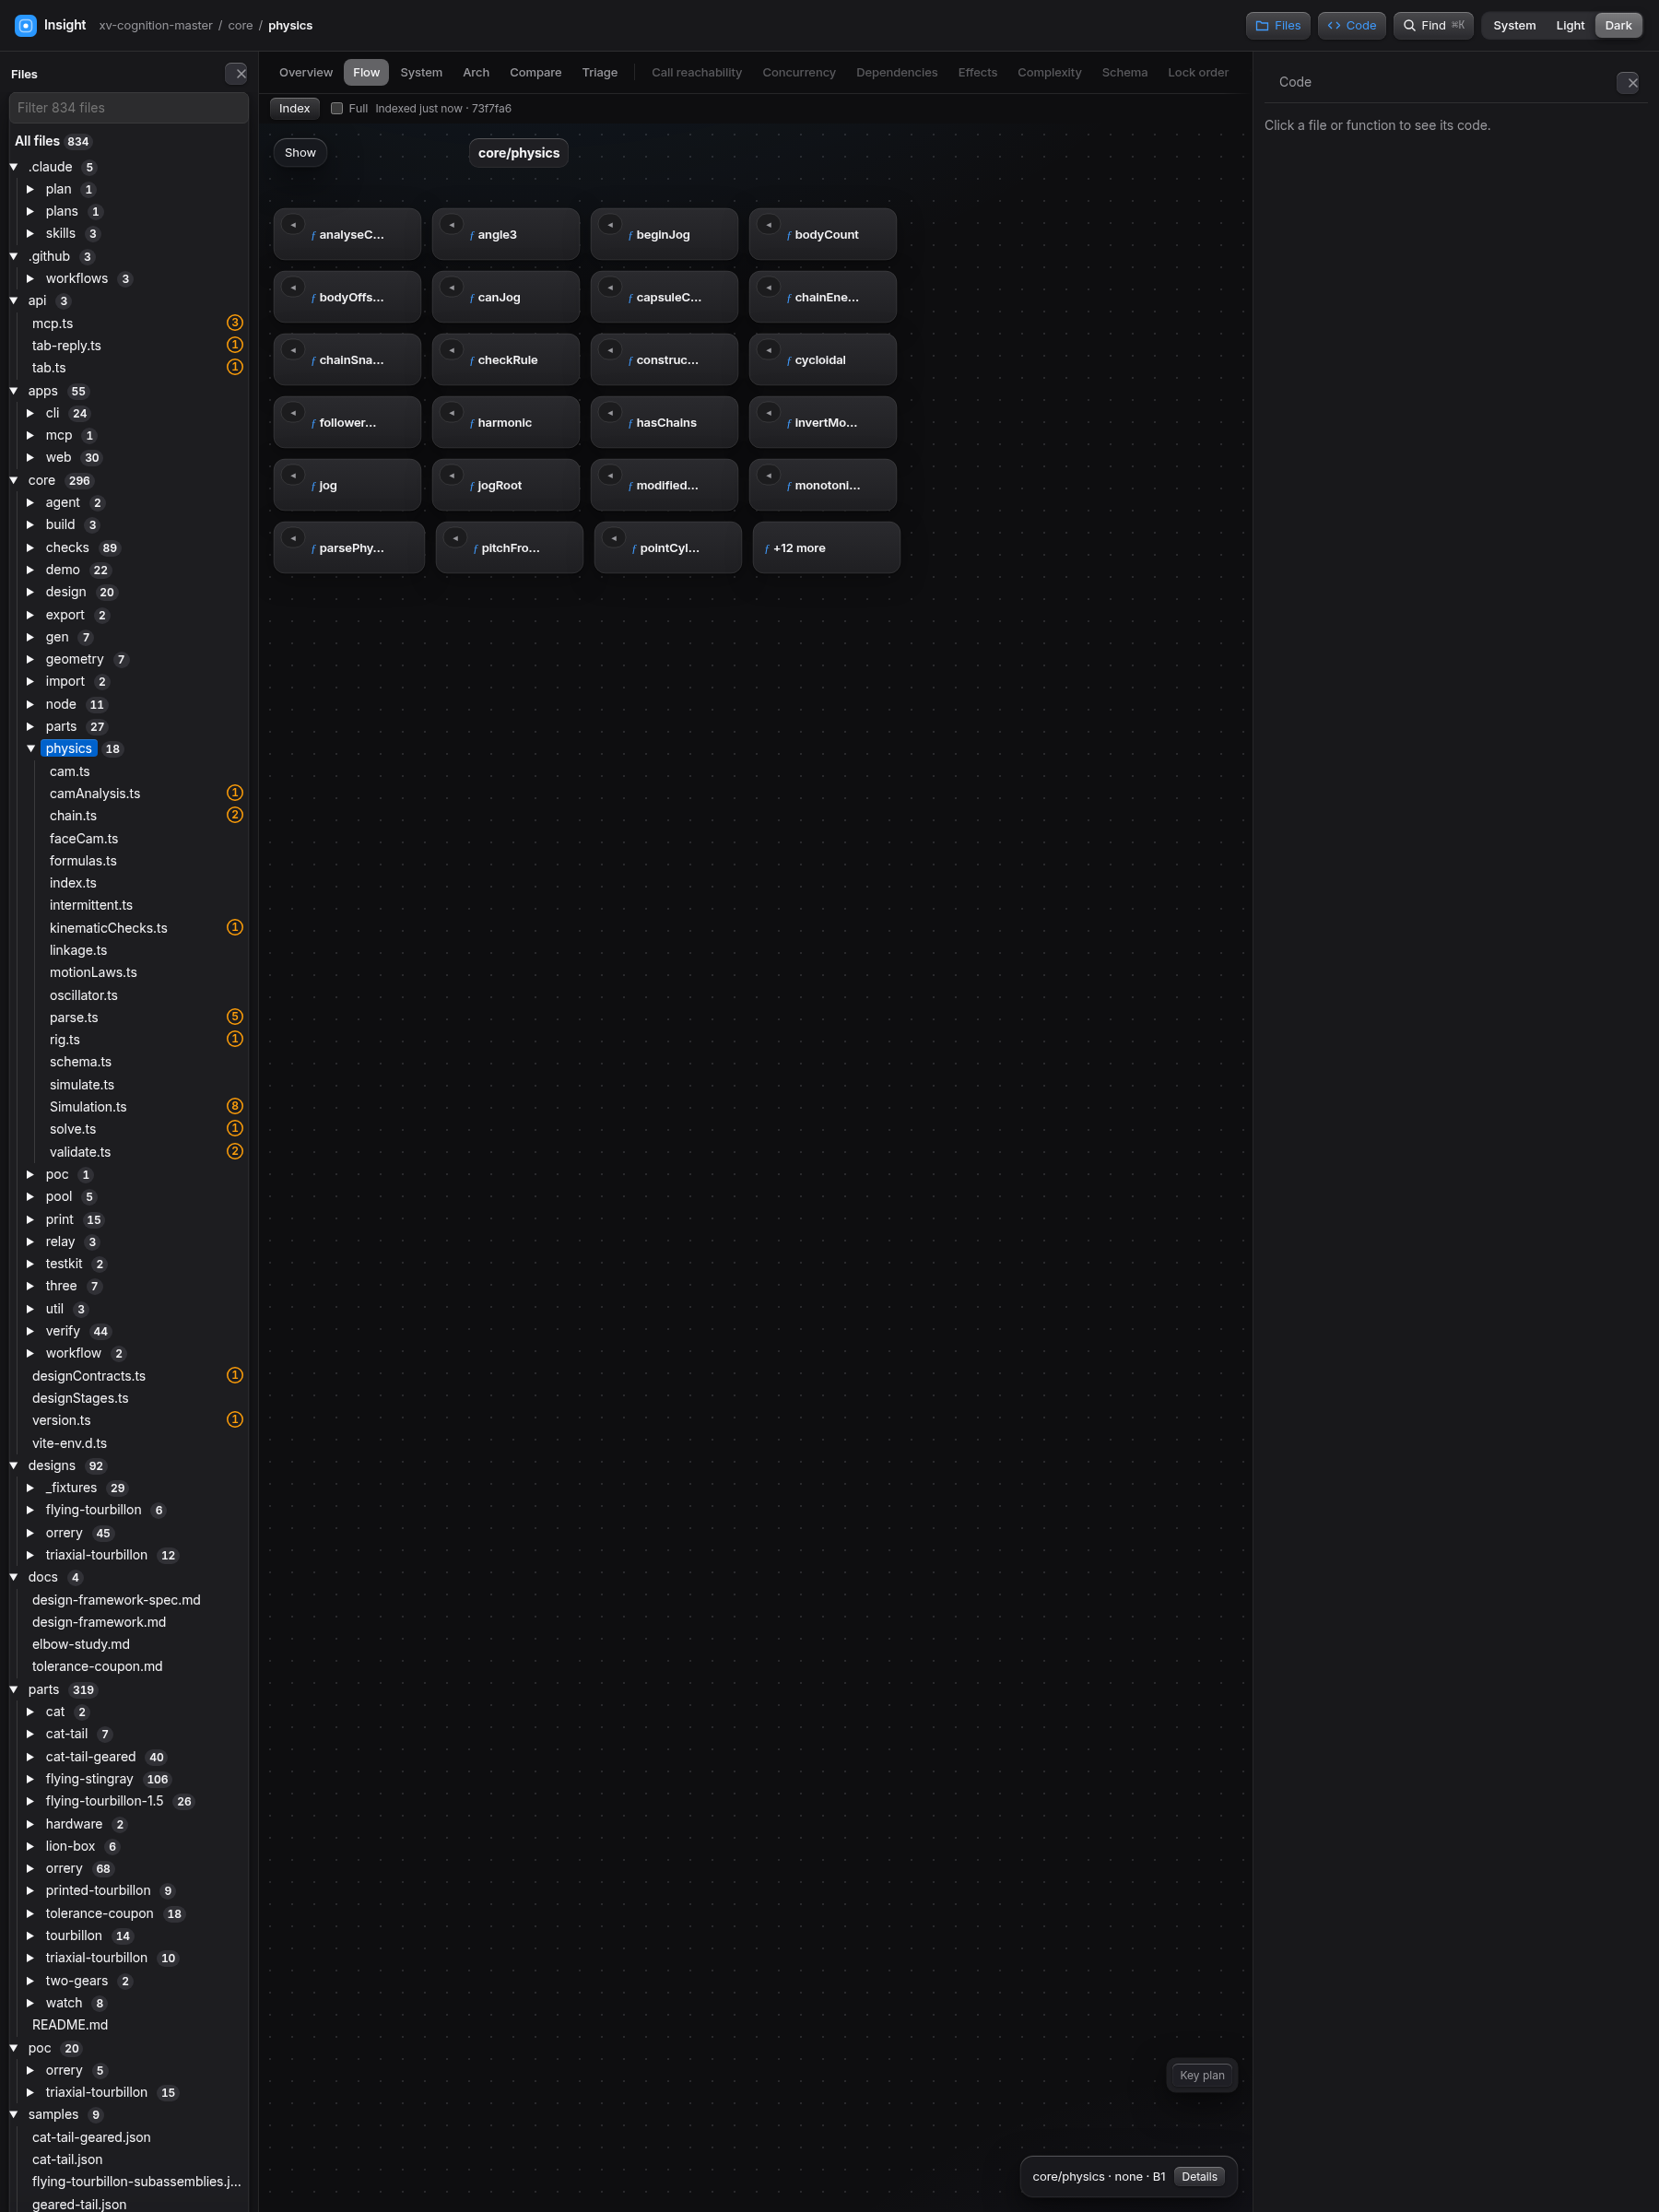 Insight xv-cognition-master / core / physics Files Code Find ⌘K System Light Dark
Files
Filter 834 files
All files 834
.claude 5
plan 1
plans 1
skills 3
.github 3
workflows 3
api 3
mcp.ts 3
tab-reply.ts 1
tab.ts 1
apps 55
cli 24
mcp 1
web 30
core 296
agent 2
build 3
checks 89
demo 22
design 20
export 2
gen 7
geometry 7
import 2
node 11
parts 27
physics 18
cam.ts
camAnalysis.ts 1
chain.ts 2
faceCam.ts
formulas.ts
index.ts
intermittent.ts
kinematicChecks.ts 1
linkage.ts
motionLaws.ts
oscillator.ts
parse.ts 5
rig.ts 1
schema.ts
simulate.ts
Simulation.ts 8
solve.ts 1
validate.ts 2
poc 1
pool 5
print 15
relay 3
testkit 2
three 7
util 3
verify 44
workflow 2
designContracts.ts 1
designStages.ts
version.ts 1
vite-env.d.ts
designs 92
_fixtures 29
flying-tourbillon 6
orrery 45
triaxial-tourbillon 12
docs 4
design-framework-spec.md
design-framework.md
elbow-study.md
tolerance-coupon.md
parts 319
cat 2
cat-tail 7
cat-tail-geared 40
flying-stingray 106
flying-tourbillon-1.5 26
hardware 2
lion-box 6
orrery 68
printed-tourbillon 9
tolerance-coupon 18
tourbillon 14
triaxial-tourbillon 10
two-gears 2
watch 8
README.md
poc 20
orrery 5
triaxial-tourbillon 15
samples 9
cat-tail-geared.json
cat-tail.json
flying-tourbillon-subassemblies.j...
geared-tail.json
Overview Flow System Arch Compare Triage Call reachability Concurrency Dependencies Effects Complexity Schema Lock order
Index Full Indexed just now · 73f7fa6
Show core/physics
ƒ analyseC... ƒ angle3 ƒ beginJog ƒ bodyCount
ƒ bodyOffs... ƒ canJog ƒ capsuleC... ƒ chainEne...
ƒ chainSna... ƒ checkRule ƒ construc... ƒ cycloidal
ƒ follower... ƒ harmonic ƒ hasChains ƒ invertMo...
ƒ jog ƒ jogRoot ƒ modified... ƒ monotoni...
ƒ parsePhy... ƒ pitchFro... ƒ pointCyl... ƒ +12 more
Key plan
core/physics · none · B1 Details
Code
Click a file or function to see its code.